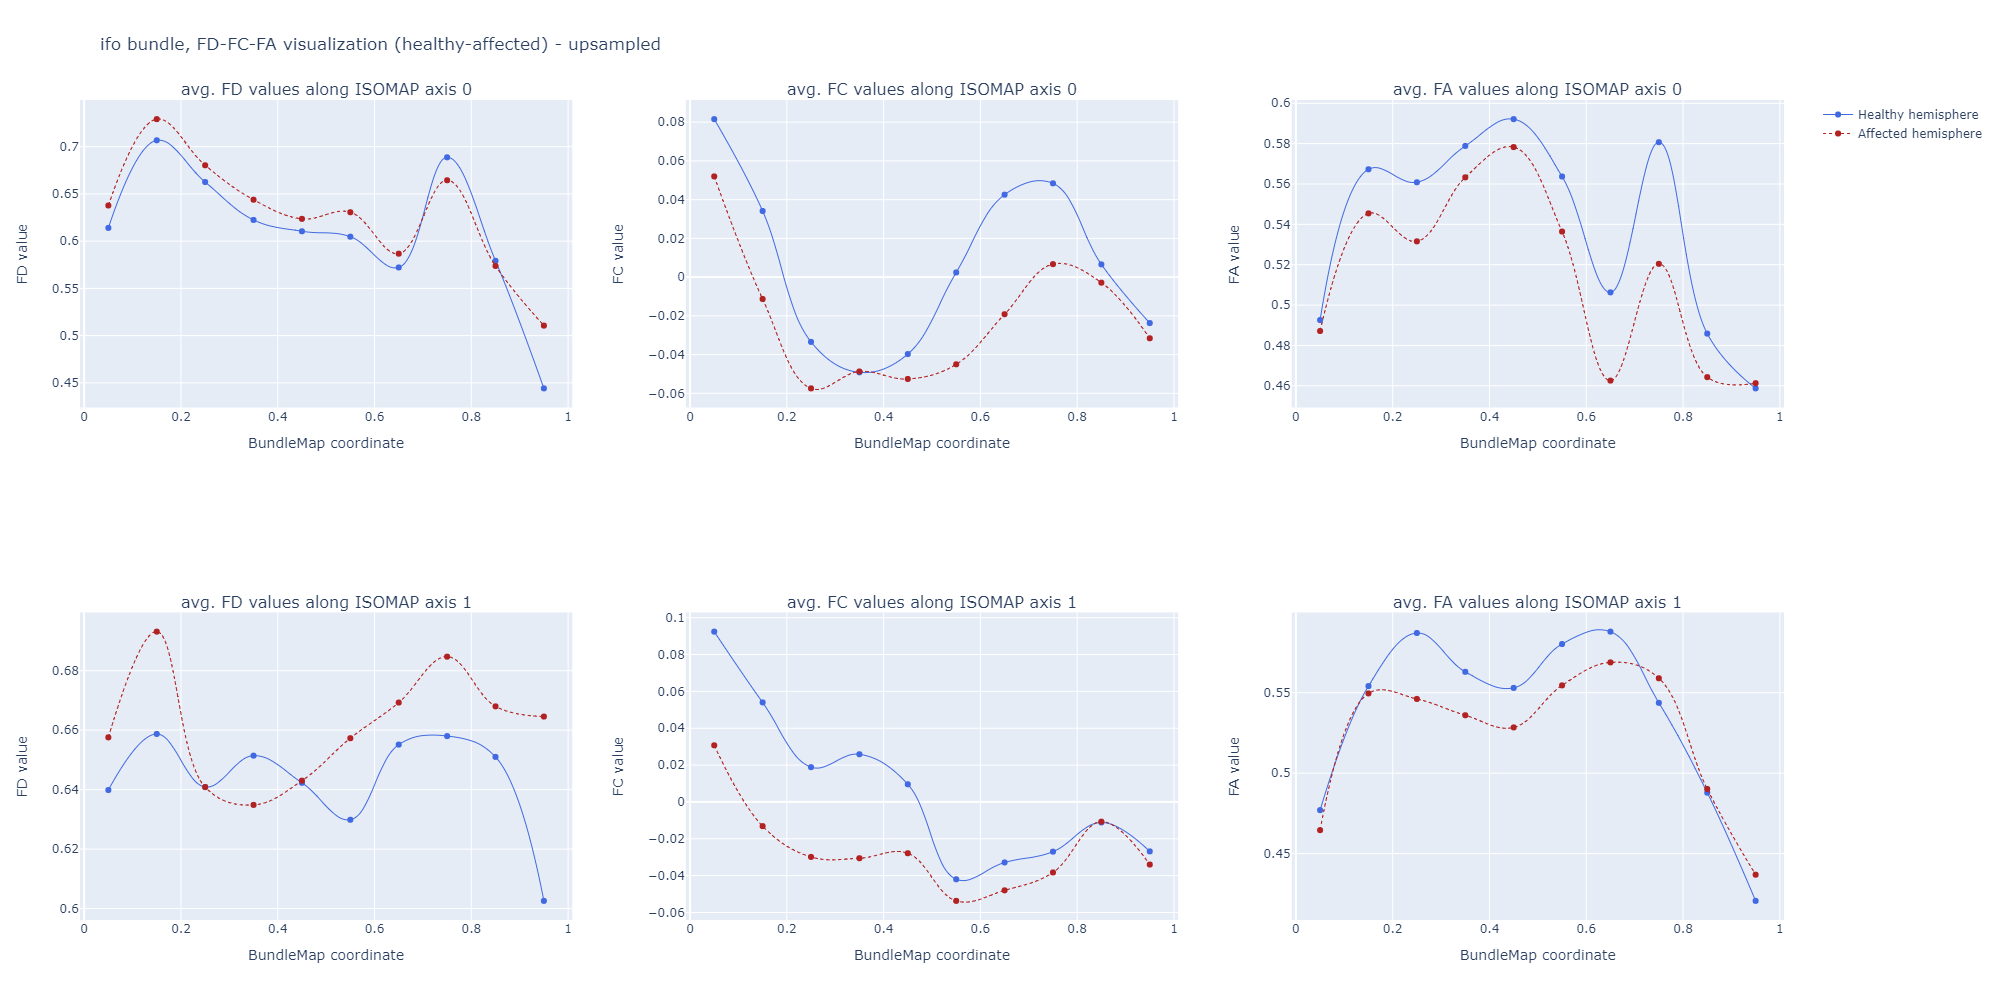 ifo bundle, FD-FC-FA visualization (healthy-affected) - upsampled
avg. FD values along ISOMAP axis 0
avg. FC values along ISOMAP axis 0
avg. FA values along ISOMAP axis 0
Healthy hemisphere
Affected hemisphere
FD value
0.7
0.65
0.6
0.55
0.5
0.45
0 0.2 0.4 0.6 0.8 1
BundleMap coordinate
FC value
0.08
0.06
0.04
0.02
0
−0.02
−0.04
−0.06
0 0.2 0.4 0.6 0.8 1
BundleMap coordinate
FA value
0.6
0.58
0.56
0.54
0.52
0.5
0.48
0.46
0 0.2 0.4 0.6 0.8 1
BundleMap coordinate
avg. FD values along ISOMAP axis 1
avg. FC values along ISOMAP axis 1
avg. FA values along ISOMAP axis 1
FD value
0.68
0.66
0.64
0.62
0.6
0 0.2 0.4 0.6 0.8 1
BundleMap coordinate
FC value
0.1
0.08
0.06
0.04
0.02
0
−0.02
−0.04
−0.06
0 0.2 0.4 0.6 0.8 1
BundleMap coordinate
FA value
0.55
0.5
0.45
0 0.2 0.4 0.6 0.8 1
BundleMap coordinate